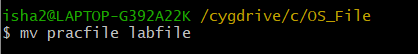 isha2@LAPTOP-G392A22K /cygdrive/c/OS_File
$ mv pracfile labfile